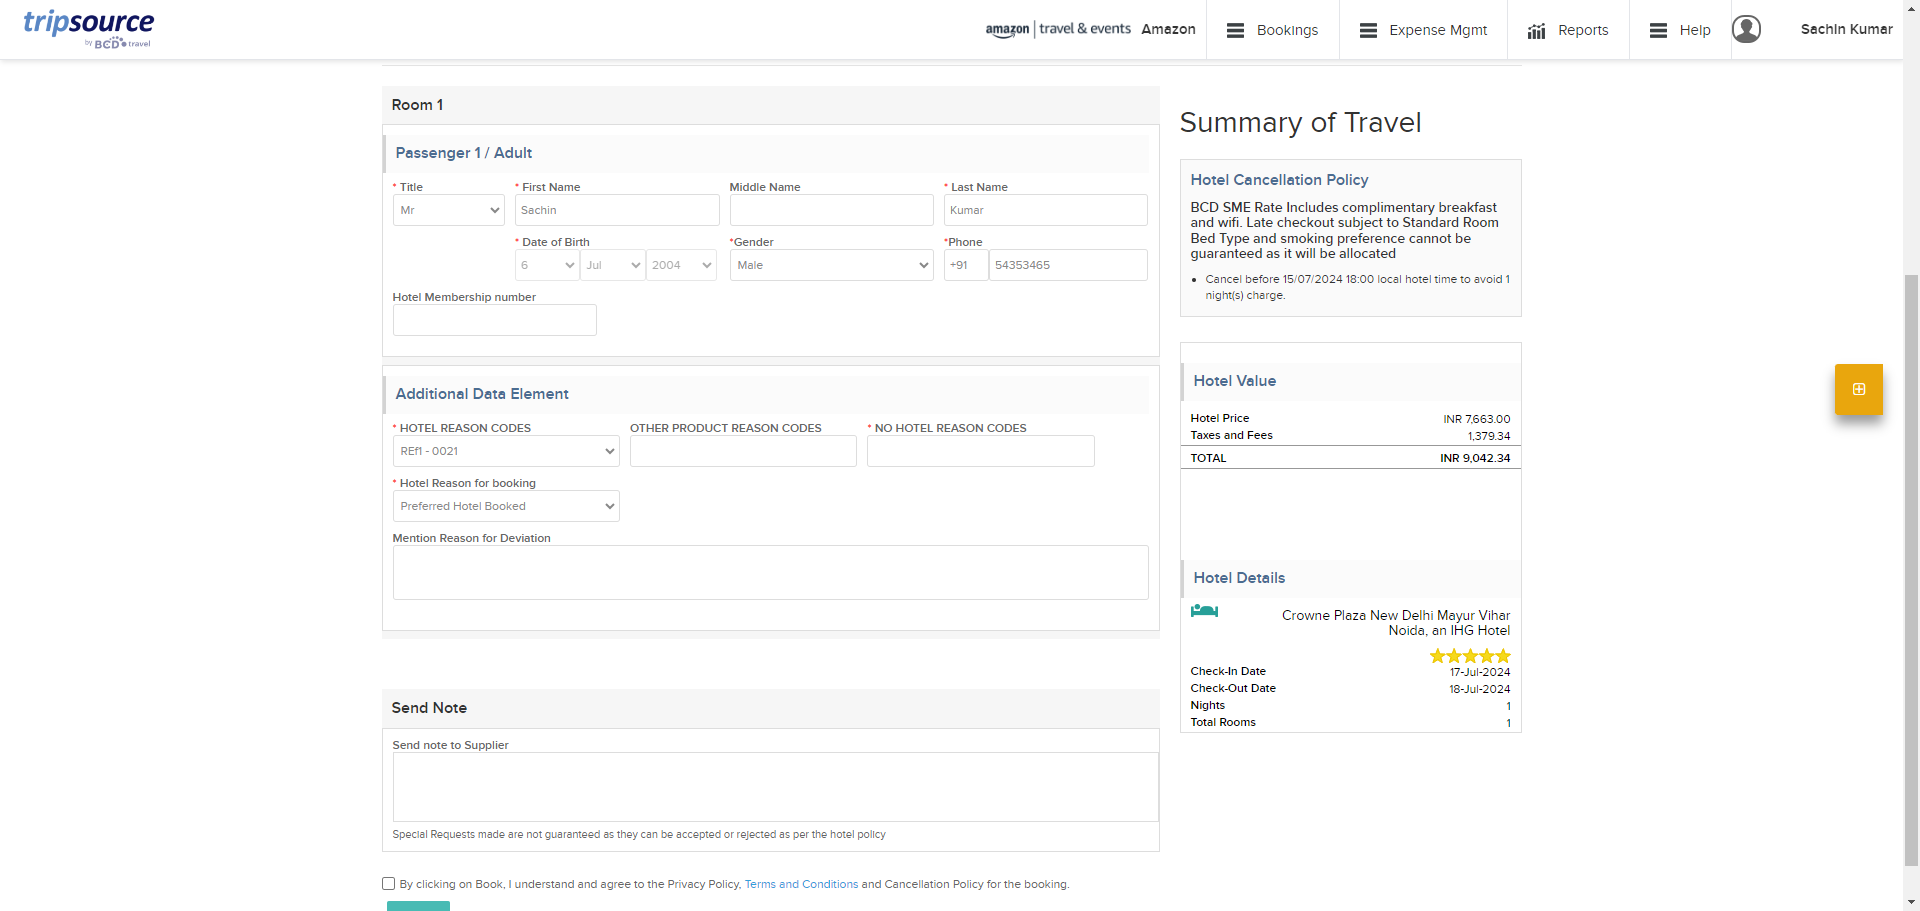 tripsource
by BCD travel
amazon | travel & events Amazon
Bookings
Expense Mgmt
Reports
Help
Sachin Kumar
Room 1
Passenger 1 / Adult
* Title
* First Name
Middle Name
* Last Name
Mr
Sachin
Kumar
* Date of Birth
*Gender
*Phone
6
Jul
2004
Male
+91
54353465
Hotel Membership number
Additional Data Element
* HOTEL REASON CODES
OTHER PRODUCT REASON CODES
* NO HOTEL REASON CODES
REf1 - 0021
* Hotel Reason for booking
Preferred Hotel Booked
Mention Reason for Deviation
Send Note
Send note to Supplier
Special Requests made are not guaranteed as they can be accepted or rejected as per the hotel policy
By clicking on Book, I understand and agree to the Privacy Policy, Terms and Conditions and Cancellation Policy for the booking.
Summary of Travel
Hotel Cancellation Policy
BCD SME Rate Includes complimentary breakfast
and wifi. Late checkout subject to Standard Room
Bed Type and smoking preference cannot be
guaranteed as it will be allocated
• Cancel before 15/07/2024 18:00 local hotel time to avoid 1
night(s) charge.
Hotel Value
Hotel Price INR 7,663.00
Taxes and Fees 1,379.34
TOTAL INR 9,042.34
Hotel Details
Crowne Plaza New Delhi Mayur Vihar
Noida, an IHG Hotel
Check-In Date 17-Jul-2024
Check-Out Date 18-Jul-2024
Nights 1
Total Rooms 1